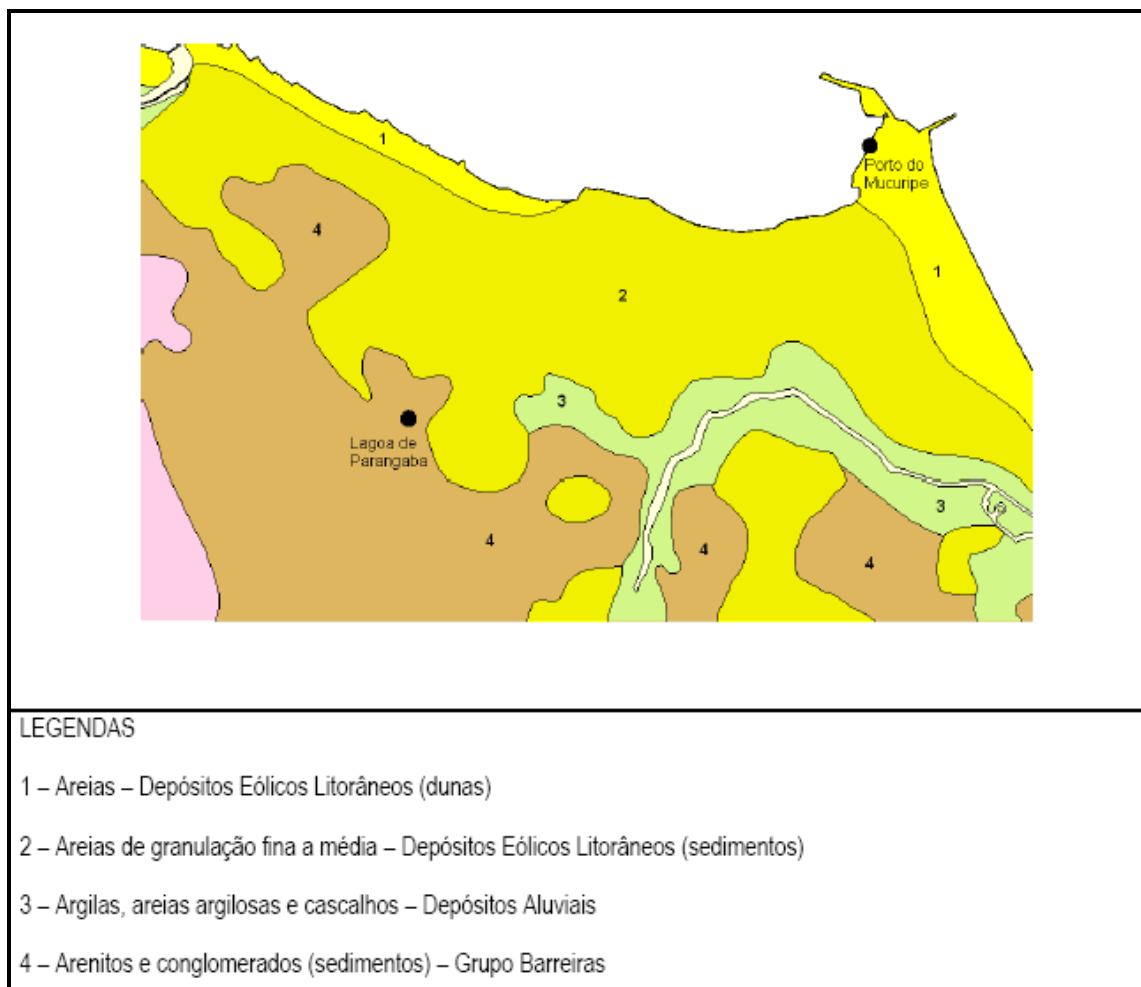 1
Porto do
Mucuripe
4
1
2
3
Lagoa de
Parangaba
3
4
4
4
LEGENDAS
1 – Areias – Depósitos Eólicos Litorâneos (dunas)
2 – Areias de granulação fina a média – Depósitos Eólicos Litorâneos (sedimentos)
3 – Argilas, areias argilosas e cascalhos – Depósitos Aluviais
4 – Arenitos e conglomerados (sedimentos) – Grupo Barreiras